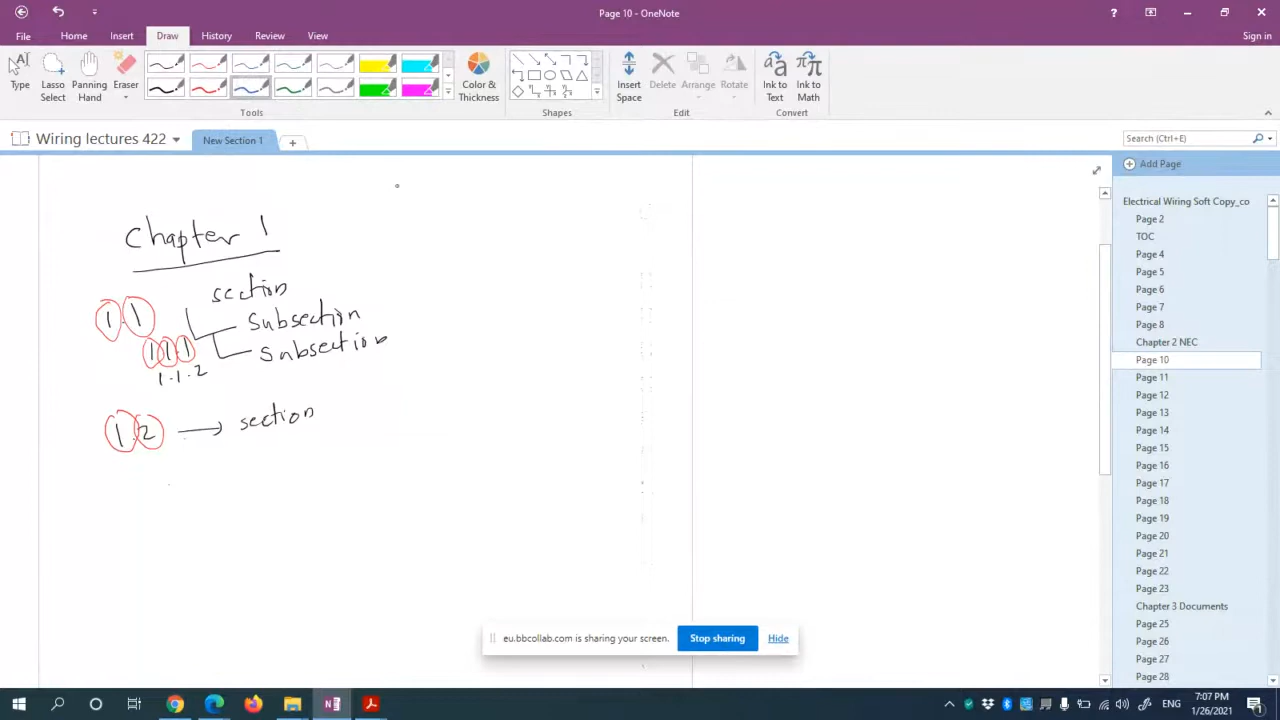 Page 10 - OneNote
File Home Insert Draw History Review View
Sign in
Type
Lasso Select
Panning Hand
Eraser
Color & Thickness
Insert Space
Delete Arrange Rotate
Ink to Text
Ink to Math
Tools Shapes Edit Convert
Wiring lectures 422 New Section 1
Search (Ctrl+E)
Add Page
Electrical Wiring Soft Copy_co
Page 2
TOC
Page 4
Page 5
Page 6
Page 7
Page 8
Chapter 2 NEC
Page 10
Page 11
Page 12
Page 13
Page 14
Page 15
Page 16
Page 17
Page 18
Page 19
Page 20
Page 21
Page 22
Page 23
Chapter 3 Documents
Page 25
Page 26
Page 27
Page 28
Chapter 1
section
1.1
Subsection
1.1.1
Subsection
1.1.2
1.2 → section
eu.bbcollab.com is sharing your screen. Stop sharing Hide
7:07 PM
1/26/2021